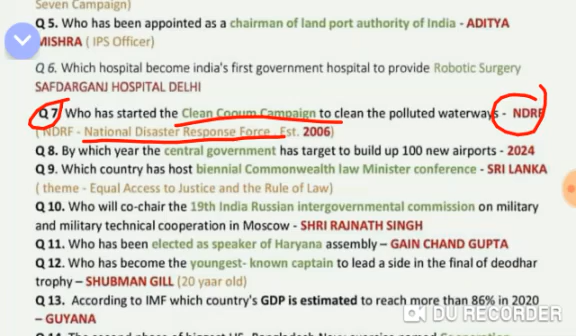 Seven Campaign)
Q 5. Who has been appointed as a chairman of land port authority of India - ADITYA
MISHRA ( IPS Officer)
Q 6. Which hospital become india's first government hospital to provide Robotic Surgery
SAFDARGANJ HOSPITAL DELHI
Q 7. Who has started the Clean Cooum Campaign to clean the polluted waterways - NDRF
( NDRF - National Disaster Response Force . Est. 2006)
Q 8. By which year the central government has target to build up 100 new airports - 2024
Q 9. Which country has host biennial Commonwealth law Minister conference - SRI LANKA
( theme - Equal Access to Justice and the Rule of Law)
Q 10. Who will co-chair the 19th India Russian intergovernmental commission on military
and military technical cooperation in Moscow - SHRI RAJNATH SINGH
Q 11. Who has been elected as speaker of Haryana assembly – GAIN CHAND GUPTA
Q 12. Who has become the youngest- known captain to lead a side in the final of deodhar
trophy – SHUBMAN GILL (20 yaar old)
Q 13. According to IMF which country's GDP is estimated to reach more than 86% in 2020
– GUYANA
DU RECORDER